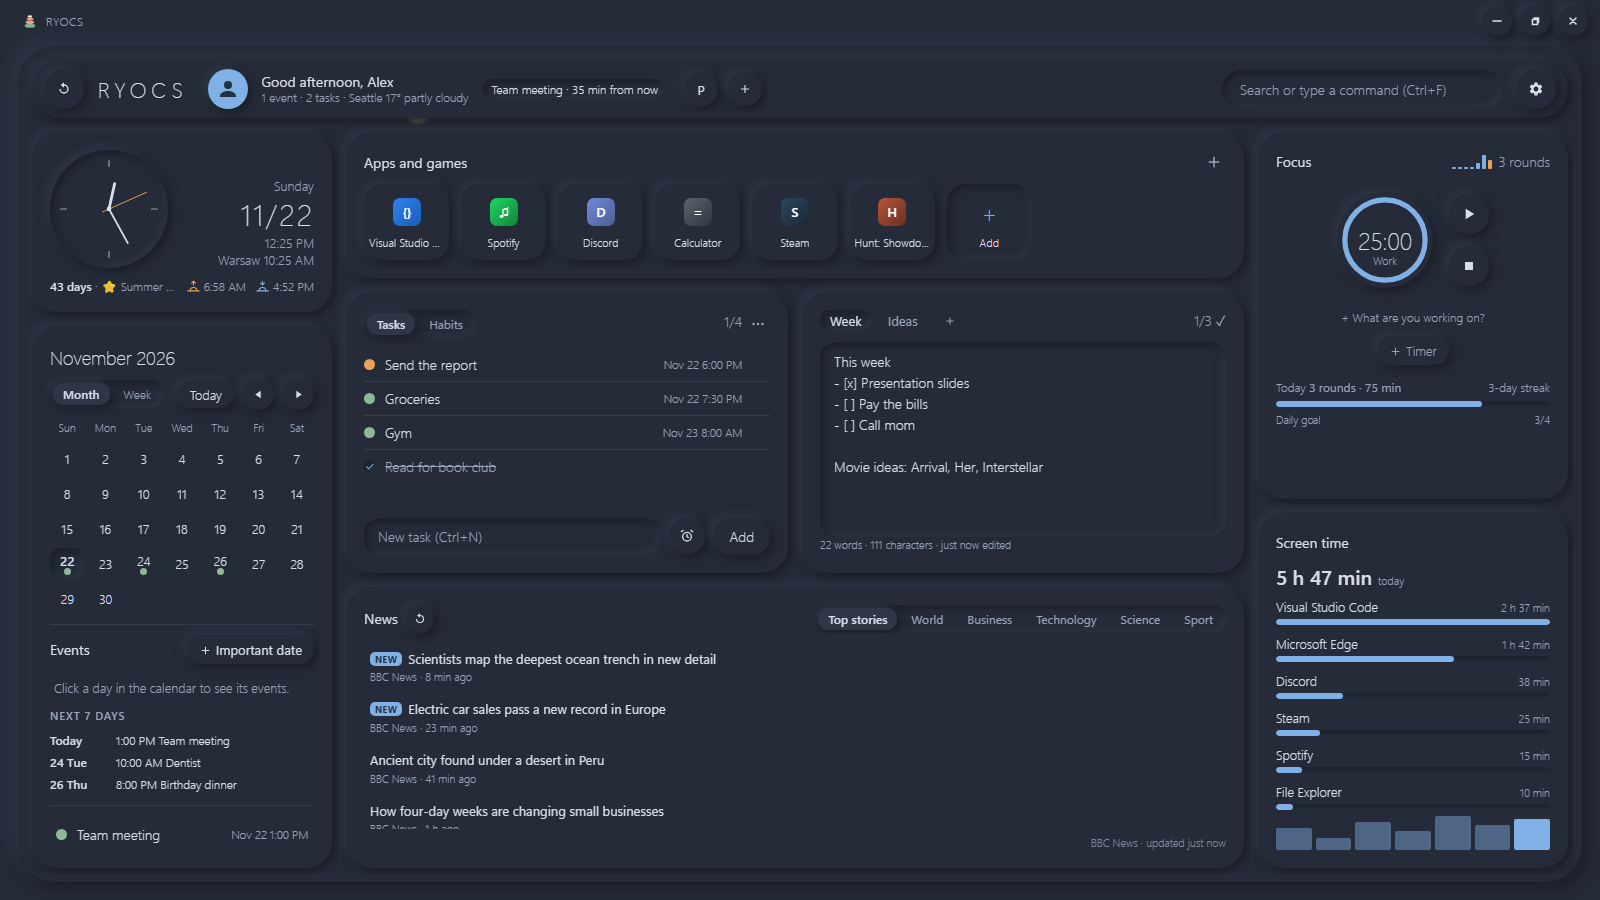 RYOCS
RYOCS
Good afternoon, Alex
1 event · 2 tasks · Seattle 17° partly cloudy
Team meeting · 35 min from now
P
+
Search or type a command (Ctrl+F)
Sunday
11/22
12:25 PM
Warsaw 10:25 AM
43 days · Summer ...
6:58 AM
4:52 PM
November 2026
Month
Week
Today
Sun Mon Tue Wed Thu Fri Sat
1 2 3 4 5 6 7
8 9 10 11 12 13 14
15 16 17 18 19 20 21
22 23 24 25 26 27 28
29 30
Events
+ Important date
Click a day in the calendar to see its events.
NEXT 7 DAYS
Today 1:00 PM Team meeting
24 Tue 10:00 AM Dentist
26 Thu 8:00 PM Birthday dinner
Team meeting Nov 22 1:00 PM
Apps and games
+
{}
Visual Studio ...
Spotify
D
Discord
=
Calculator
S
Steam
H
Hunt: Showdo...
+
Add
Tasks
Habits
1/4 ...
Send the report Nov 22 6:00 PM
Groceries Nov 22 7:30 PM
Gym Nov 23 8:00 AM
✓ Read for book club
New task (Ctrl+N)
Add
Week
Ideas
+
1/3 ✓
This week
- [x] Presentation slides
- [ ] Pay the bills
- [ ] Call mom
Movie ideas: Arrival, Her, Interstellar
22 words · 111 characters · just now edited
News
Top stories
World
Business
Technology
Science
Sport
NEW Scientists map the deepest ocean trench in new detail
BBC News · 8 min ago
NEW Electric car sales pass a new record in Europe
BBC News · 23 min ago
Ancient city found under a desert in Peru
BBC News · 41 min ago
How four-day weeks are changing small businesses
BBC News · 1 h ago
BBC News · updated just now
Focus
3 rounds
25:00
Work
+ What are you working on?
+ Timer
Today 3 rounds · 75 min
3-day streak
Daily goal
3/4
Screen time
5 h 47 min today
Visual Studio Code 2 h 37 min
Microsoft Edge 1 h 42 min
Discord 38 min
Steam 25 min
Spotify 15 min
File Explorer 10 min